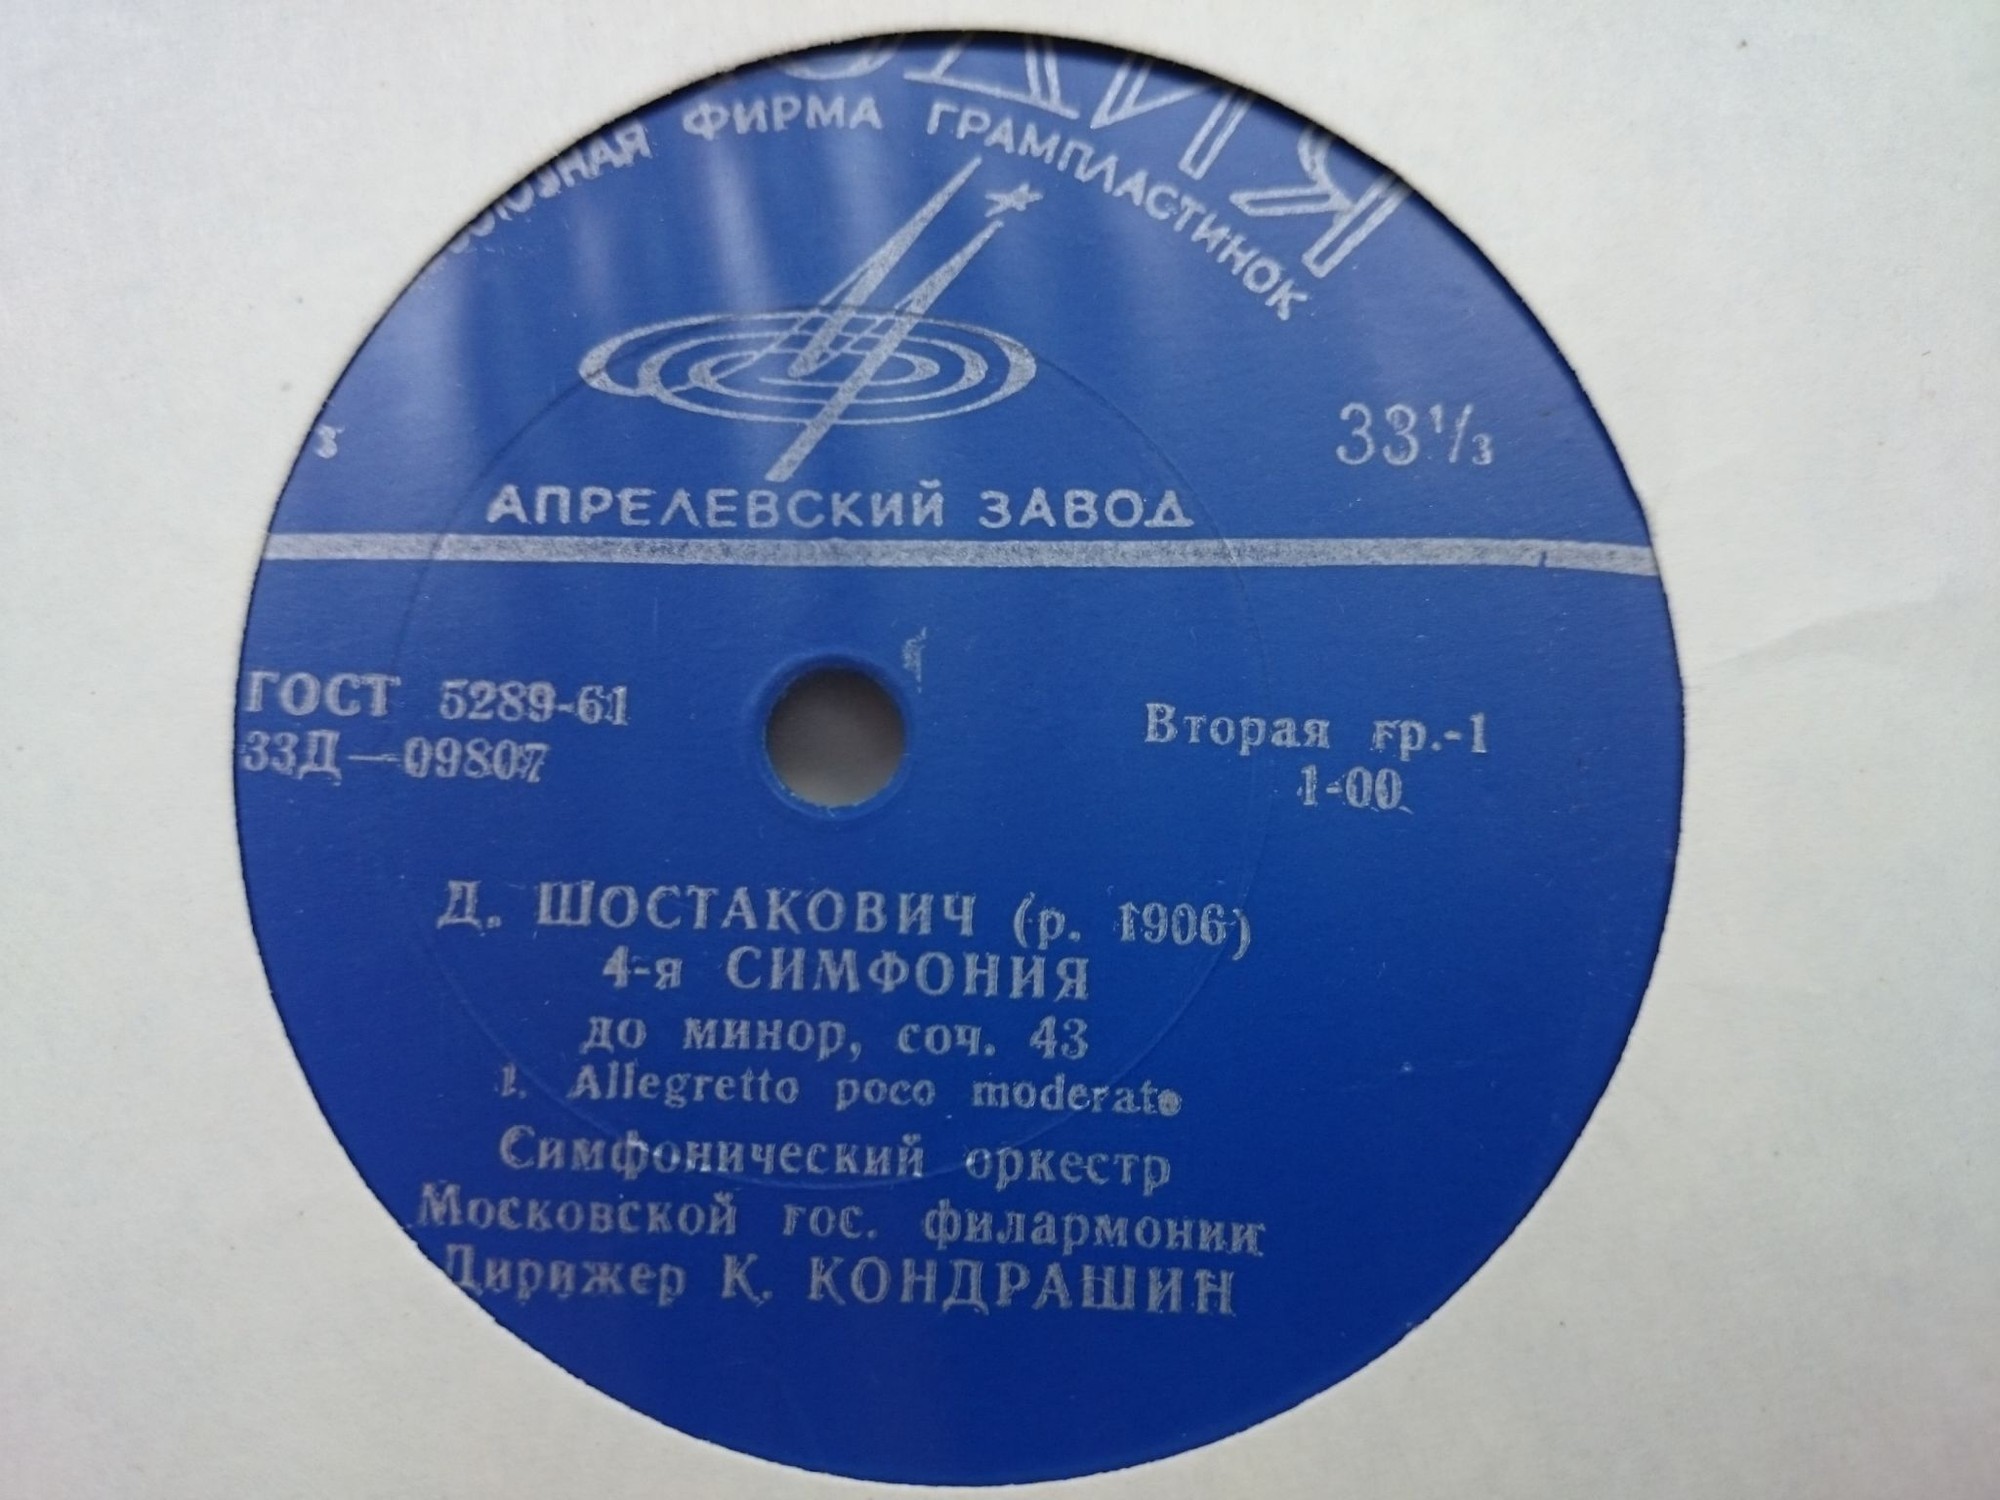 ФИРМА ГРАМПЛАСТИНОК
33⅓
АПРЕЛЕВСКИЙ ЗАВОД
ГОСТ 5289-61
33Д—09807
Вторая гр.-1
1-00
Д. ШОСТАКОВИЧ (р. 1906)
4-я СИМФОНИЯ
до минор, соч. 43
1. Allegretto poco moderato
Симфонический оркестр
Московской гос. филармонии
Дирижер К. КОНДРАШИН